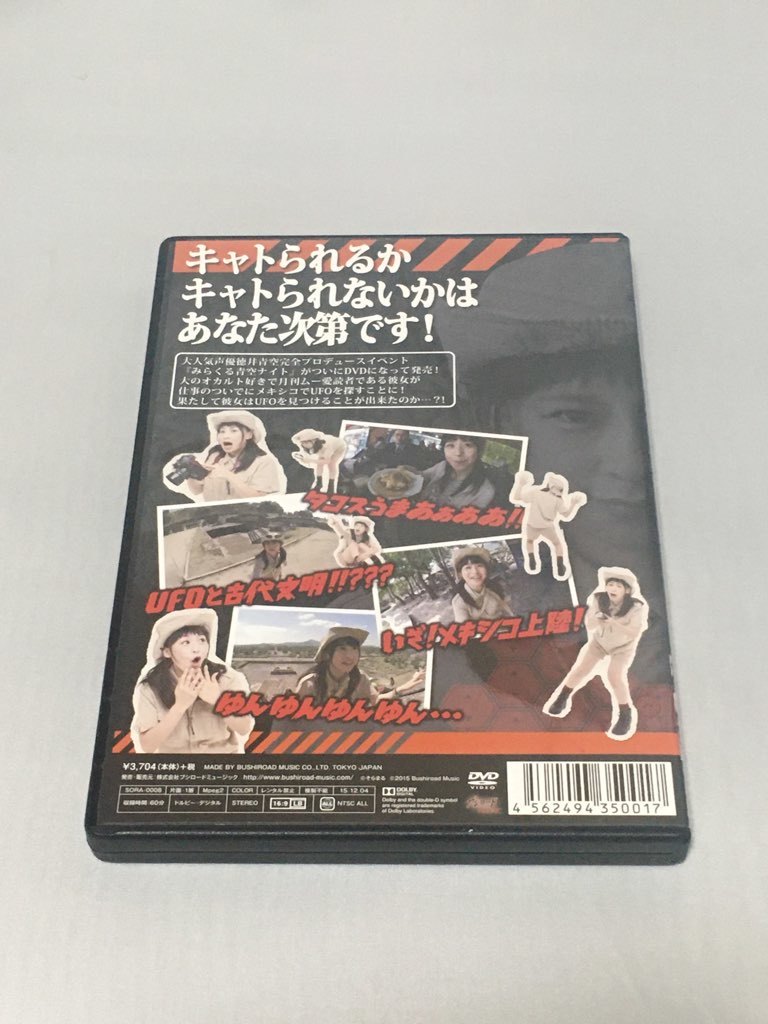 キャトられるか
キャトられないかは
あなた次第です!
大人気声優徳井青空完全プロデュースイベント
『みらくる青空ナイト』がついにDVDになって発売!
大のオカルト好きで月刊ムー愛読者である彼女が
仕事のついでにメキシコでUFOを探すことに!
果たして彼女はUFOを見つけることが出来たのか…?!
タコスうまあぁああ!!
UFOと古代文明!!???
いざ!メキシコ上陸!
ゆんゆんゆんゆん…
¥3,704(本体)+税 MADE BY BUSHIROAD MUSIC CO.,LTD. TOKYO JAPAN
発売・販売元:株式会社ブシロードミュージック http://www.bushiroad-music.com/ ©そらまる ©2015 Bushiroad Music
SORA-0008 片面・1層 Mpeg2 COLOR レンタル禁止 複製不能 15.12.04
収録時間 60分 ドルビー・デジタル STEREO 16:9 LB ALL NTSC ALL
DOLBY DIGITAL
Dolby and the double-D symbol
are registered trademarks
of Dolby Laboratories.
DVD
VIDEO
4 562494 350017